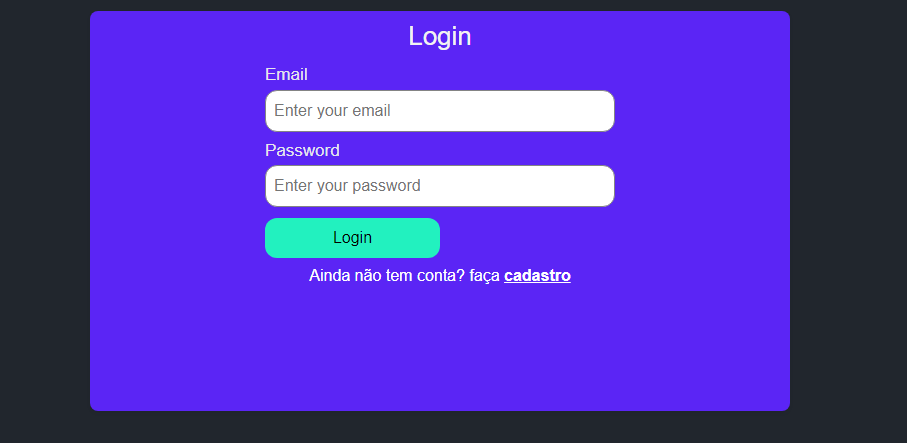 Login
Email
Enter your email
Password
Enter your password
Login
Ainda não tem conta? faça cadastro